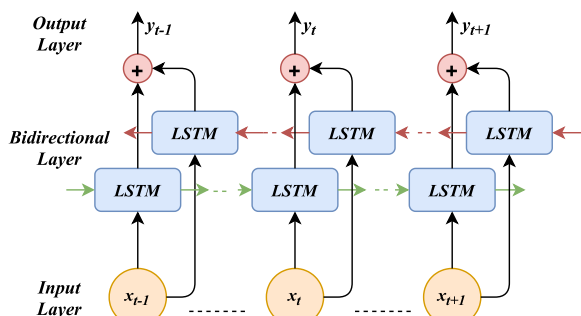 Output
Layer
y_{t-1}
y_t
y_{t+1}
+
+
+
LSTM
LSTM
LSTM
Bidirectional
Layer
LSTM
LSTM
LSTM
Input
Layer
x_{t-1}
x_t
x_{t+1}